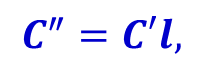 C″ = C′l,